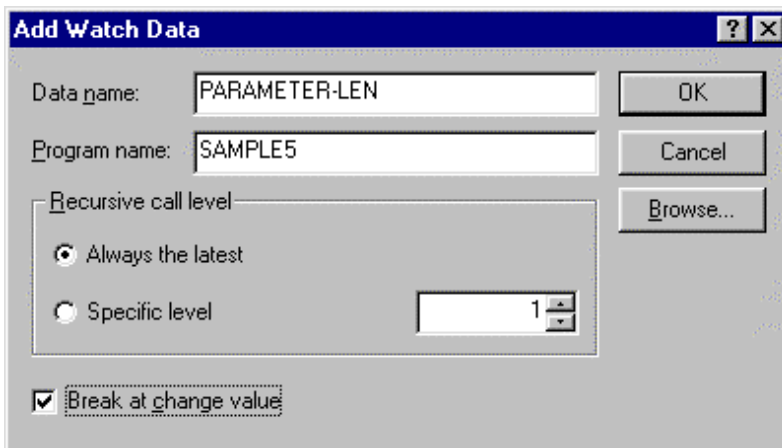 Add Watch Data
Data name: PARAMETER-LEN
OK
Program name: SAMPLE5
Cancel
Browse...
Recursive call level
Always the latest
Specific level 1
Break at change value